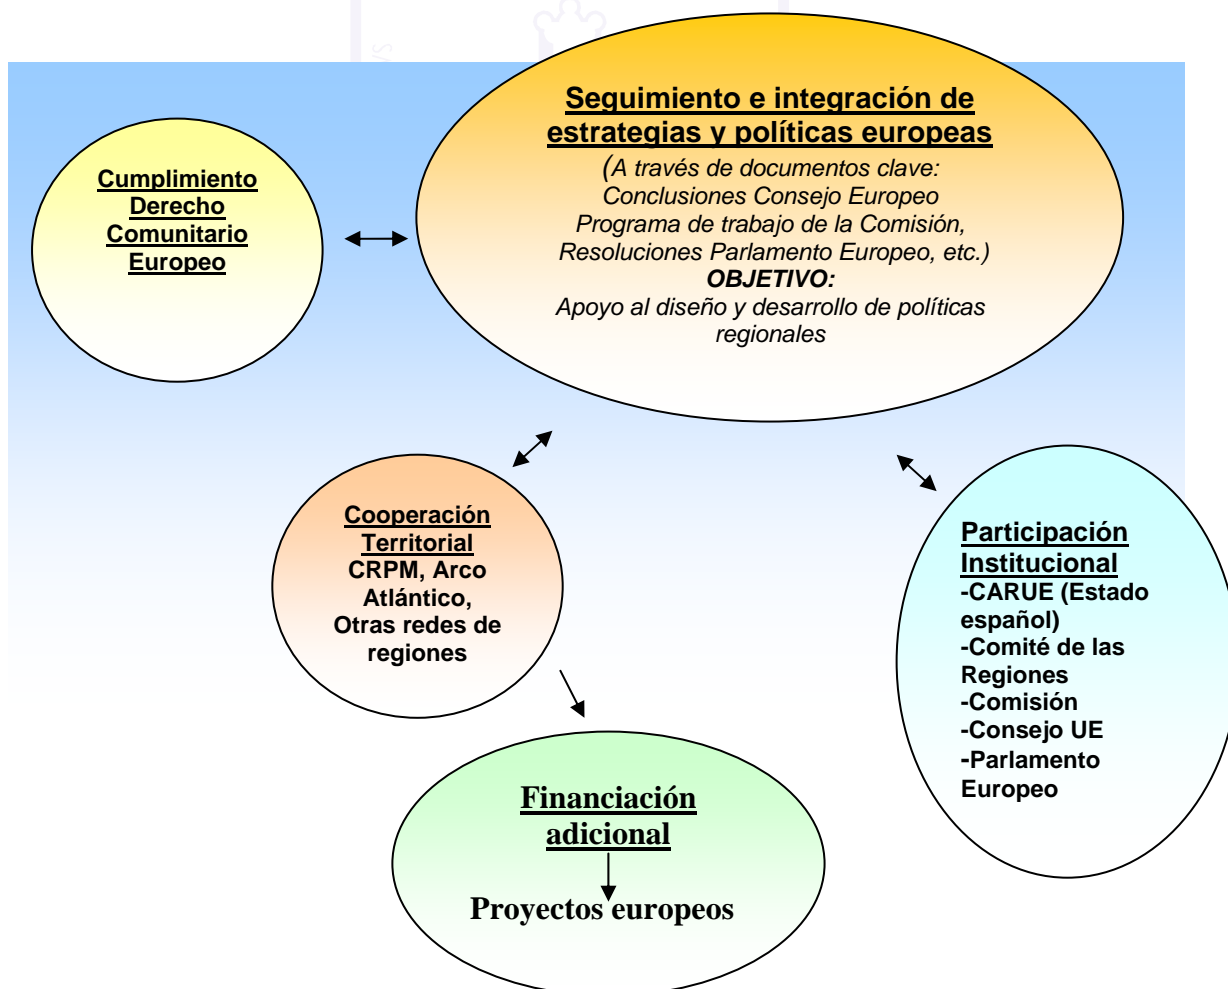 Seguimiento e integración de
estrategias y políticas europeas
(A través de documentos clave:
Conclusiones Consejo Europeo
Programa de trabajo de la Comisión,
Resoluciones Parlamento Europeo, etc.)
OBJETIVO:
Apoyo al diseño y desarrollo de políticas
regionales
Cumplimiento
Derecho
Comunitario
Europeo
Cooperación
Territorial
CRPM, Arco
Atlántico,
Otras redes de
regiones
Participación
Institucional
-CARUE (Estado
español)
-Comité de las
Regiones
-Comisión
-Consejo UE
-Parlamento
Europeo
Financiación
adicional
Proyectos europeos